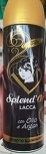 Splend'Or
LACCA
con Olio
di Argan